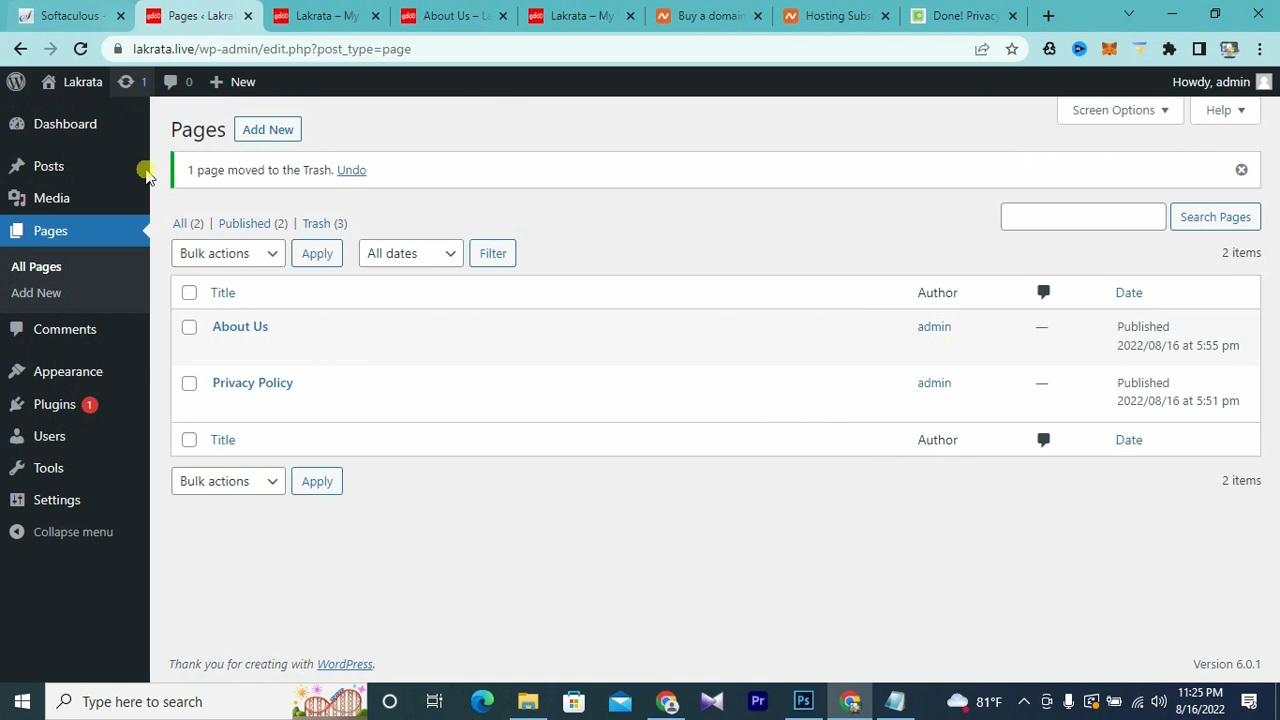 Softaculous -
Pages ‹ Lakrat
Lakrata – My
About Us – La
Lakrata – My
Buy a domain
Hosting Subs
Done! Privacy
lakrata.live/wp-admin/edit.php?post_type=page
Lakrata
1
0
New
Howdy, admin
Dashboard
Posts
Media
Pages
All Pages
Add New
Comments
Appearance
Plugins 1
Users
Tools
Settings
Collapse menu
Screen Options
Help
Pages
Add New
1 page moved to the Trash. Undo
All (2) | Published (2) | Trash (3)
Search Pages
Bulk actions
Apply
All dates
Filter
2 items
Title
Author
Date
About Us
admin
—
Published
2022/08/16 at 5:55 pm
Privacy Policy
admin
—
Published
2022/08/16 at 5:51 pm
Title
Author
Date
Bulk actions
Apply
2 items
Thank you for creating with WordPress.
Version 6.0.1
Type here to search
Pr
Ps
81°F
11:25 PM
8/16/2022